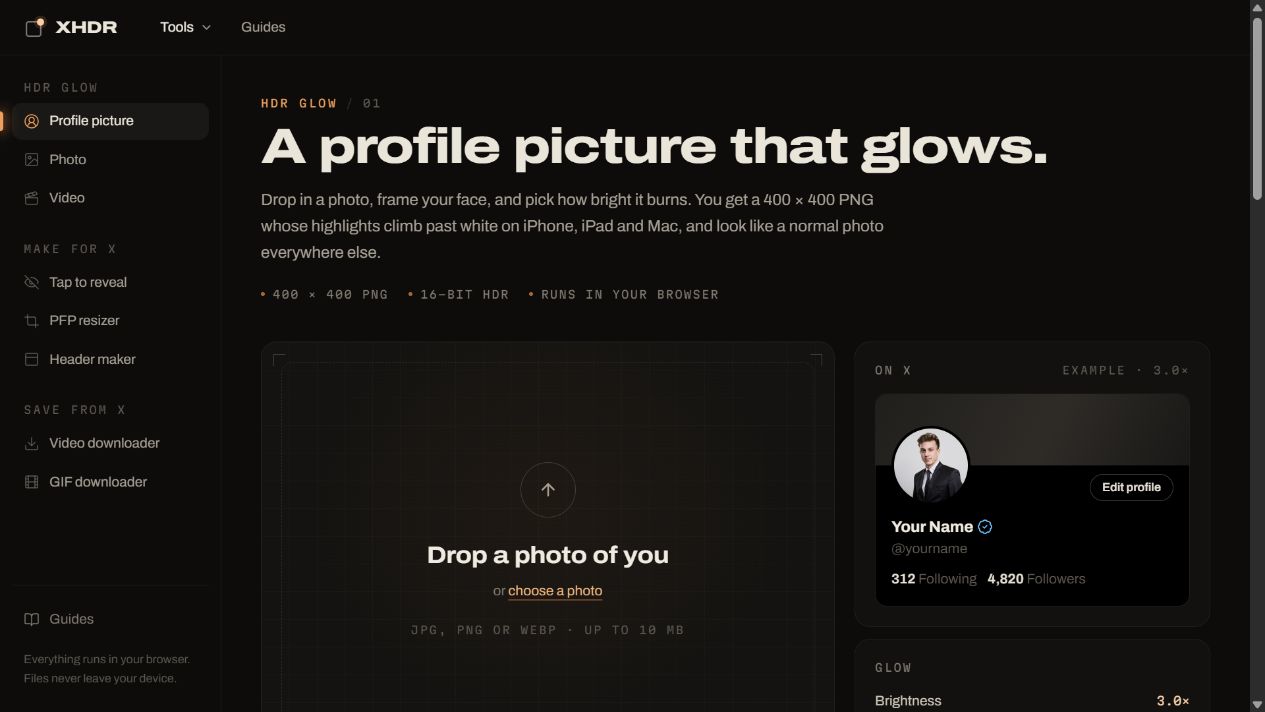 XHDR
Tools
Guides
HDR GLOW
Profile picture
Photo
Video
MAKE FOR X
Tap to reveal
PFP resizer
Header maker
SAVE FROM X
Video downloader
GIF downloader
Guides
Everything runs in your browser.
Files never leave your device.
HDR GLOW / 01
A profile picture that glows.
Drop in a photo, frame your face, and pick how bright it burns. You get a 400 × 400 PNG
whose highlights climb past white on iPhone, iPad and Mac, and look like a normal photo
everywhere else.
• 400 × 400 PNG • 16-BIT HDR • RUNS IN YOUR BROWSER
Drop a photo of you
or choose a photo
JPG, PNG OR WEBP · UP TO 10 MB
ON X
EXAMPLE · 3.0×
Edit profile
Your Name
@yourname
312 Following 4,820 Followers
GLOW
Brightness 3.0×